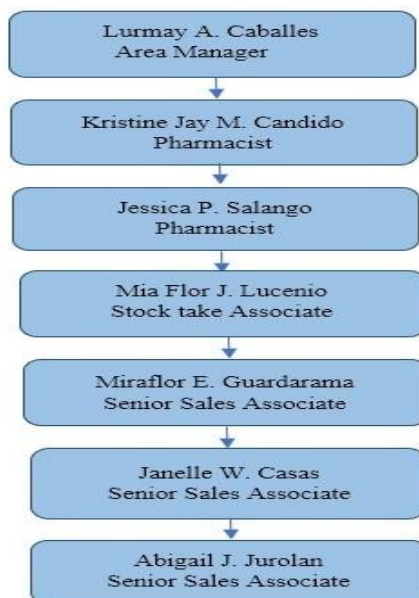 Lurmay A. Caballes
Area Manager
Kristine Jay M. Candido
Pharmacist
Jessica P. Salango
Pharmacist
Mia Flor J. Lucenio
Stock take Associate
Miraflor E. Guardarama
Senior Sales Associate
Janelle W. Casas
Senior Sales Associate
Abigail J. Jurolan
Senior Sales Associate